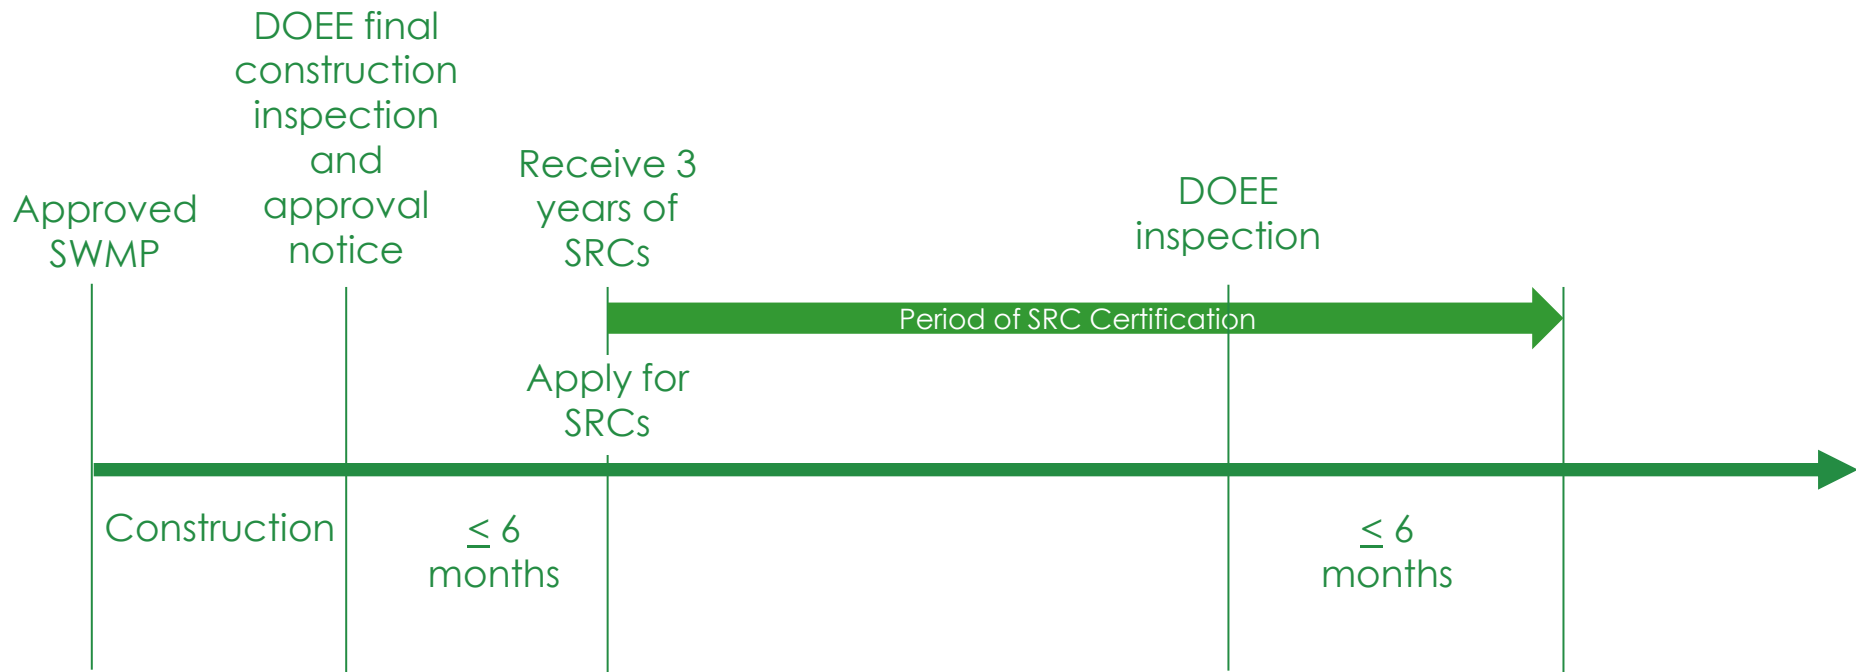 Approved
SWMP
DOEE final
construction
inspection
and
approval
notice
Receive 3
years of
SRCs
DOEE
inspection
Period of SRC Certification
Apply for
SRCs
Construction
≤ 6
months
≤ 6
months